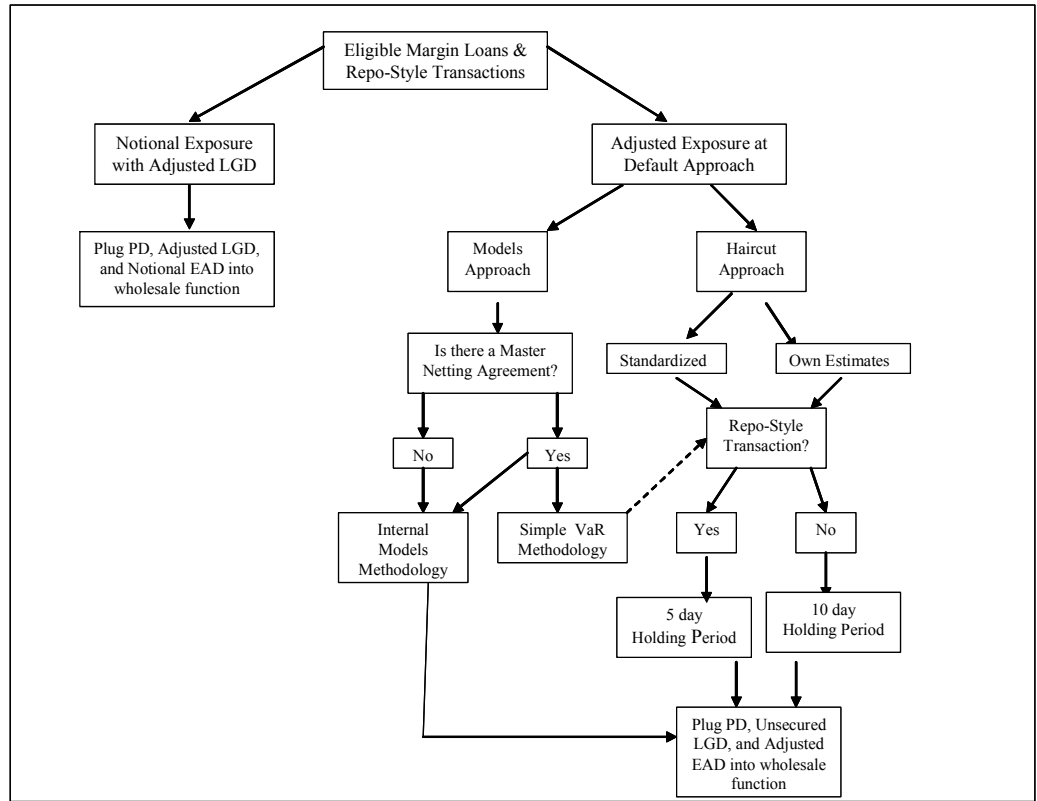 Eligible Margin Loans &
Repo-Style Transactions
Notional Exposure
with Adjusted LGD
Adjusted Exposure at
Default Approach
Plug PD, Adjusted LGD,
and Notional EAD into
wholesale function
Models
Approach
Haircut
Approach
Is there a Master
Netting Agreement?
Standardized
Own Estimates
Repo-Style
Transaction?
No
Yes
Internal
Models
Methodology
Simple VaR
Methodology
Yes
No
5 day
Holding Period
10 day
Holding Period
Plug PD, Unsecured
LGD, and Adjusted
EAD into wholesale
function